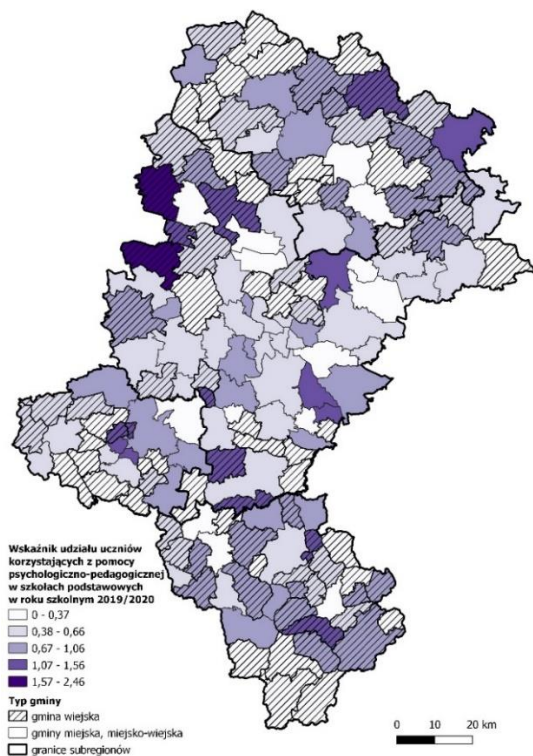 Wskaźnik udziału uczniów
korzystających z pomocy
psychologiczno-pedagogicznej
w szkołach podstawowych
w roku szkolnym 2019/2020
0 - 0,37
0,38 - 0,66
0,67 - 1,06
1,07 - 1,56
1,57 - 2,46
Typ gminy
gmina wiejska
gminy miejska, miejsko-wiejska
granice subregionów
0 10 20 km